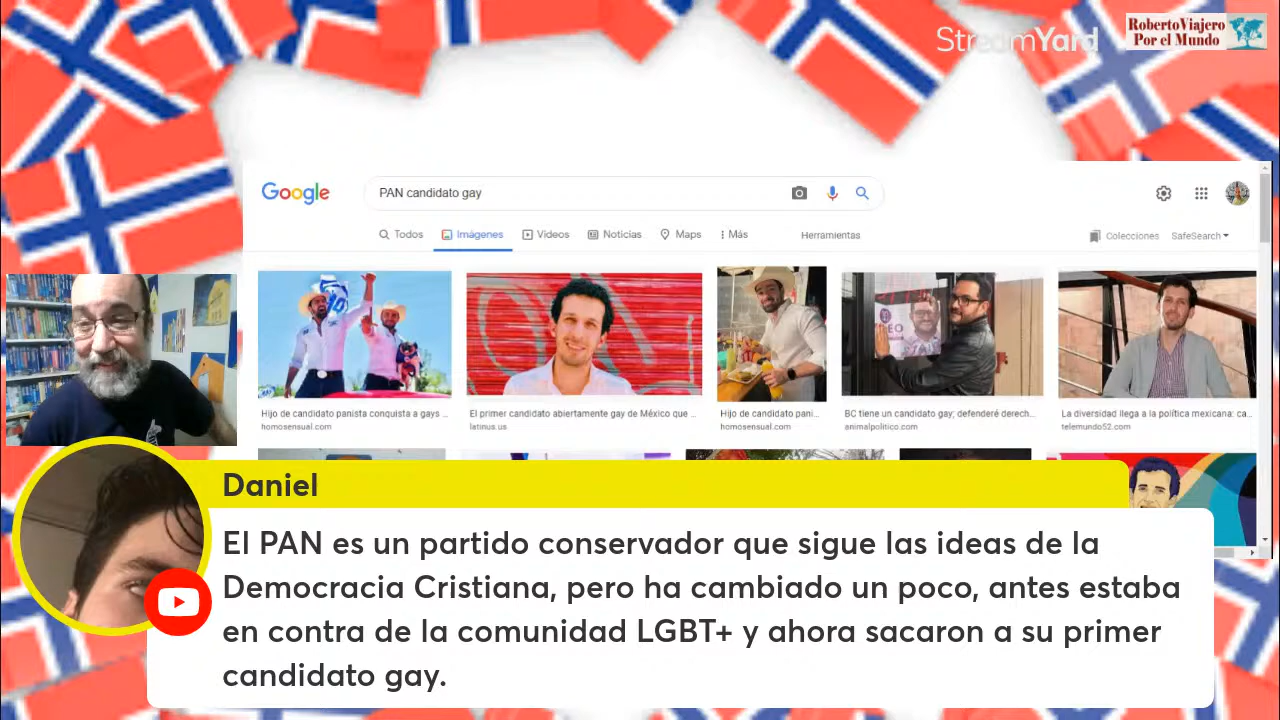 StreamYard
RobertoViajero
Por el Mundo
Google
PAN candidato gay
Todos
Imágenes
Videos
Noticias
Maps
Más
Herramientas
Colecciones
SafeSearch
Hijo de candidato panista conquista a gays ...
homosensual.com
El primer candidato abiertamente gay de México que ...
latinus.us
Hijo de candidato pani...
homosensual.com
BC tiene un candidato gay; defenderé derech...
animalpolitico.com
La diversidad llega a la política mexicana: ca...
telemundo52.com
Daniel
El PAN es un partido conservador que sigue las ideas de la
Democracia Cristiana, pero ha cambiado un poco, antes estaba
en contra de la comunidad LGBT+ y ahora sacaron a su primer
candidato gay.